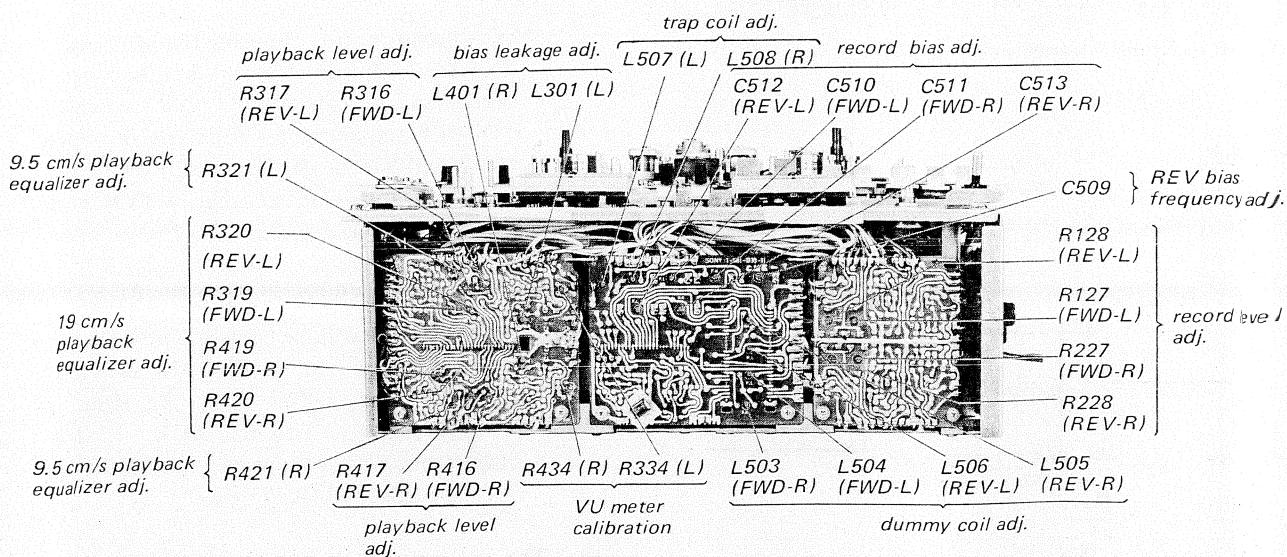 trap coil adj.
playback level adj.
bias leakage adj.
L507 (L) L508 (R)
record bias adj.
R317
(REV-L)
R316
(FWD-L)
L401 (R) L301 (L)
C512
(REV-L)
C510
(FWD-L)
C511
(FWD-R)
C513
(REV-R)
9.5 cm/s playback
equalizer adj.
R321 (L)
C509
REV bias
frequency adj.
19 cm/s
playback
equalizer adj.
R320
(REV-L)
R319
(FWD-L)
R419
(FWD-R)
R420
(REV-R)
R128
(REV-L)
R127
(FWD-L)
R227
(FWD-R)
R228
(REV-R)
record level
adj.
9.5 cm/s playback
equalizer adj.
R421 (R)
R417
(REV-R)
R416
(FWD-R)
playback level
adj.
R434 (R) R334 (L)
VU meter
calibration
L503
(FWD-R)
L504
(FWD-L)
L506
(REV-L)
L505
(REV-R)
dummy coil adj.
SONY